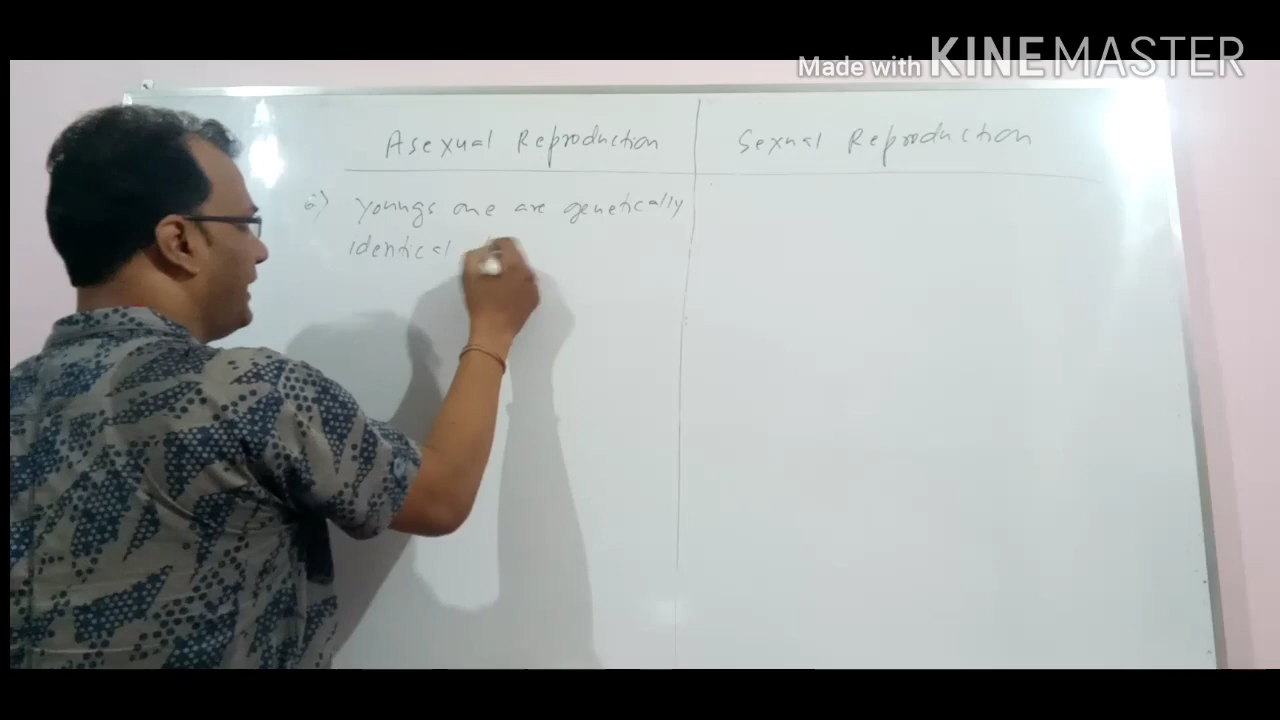 Made with KINEMASTER
Asexual Reproduction
Sexual Reproduction
6) Youngs one are genetically
identical